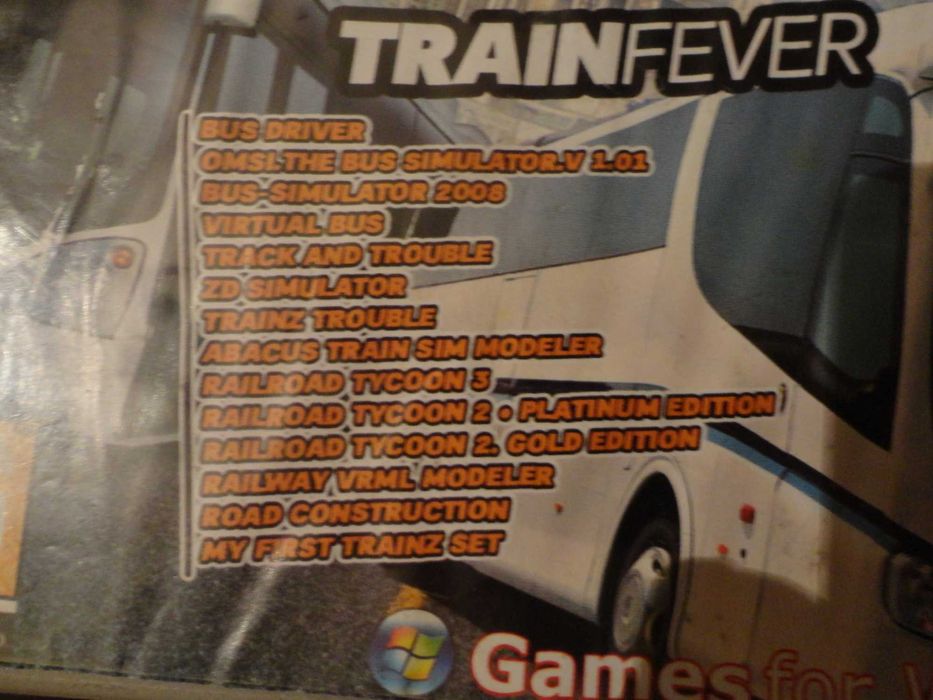 TRAINFEVER
BUS DRIVER
OMSI.THE BUS SIMULATOR.V 1.01
BUS-SIMULATOR 2008
VIRTUAL BUS
TRACK AND TROUBLE
ZD SIMULATOR
TRAINZ TROUBLE
ABACUS TRAIN SIM MODELER
RAILROAD TYCOON 3
RAILROAD TYCOON 2 • PLATINUM EDITION
RAILROAD TYCOON 2. GOLD EDITION
RAILWAY VRML MODELER
ROAD CONSTRUCTION
MY FIRST TRAINZ SET
Games for